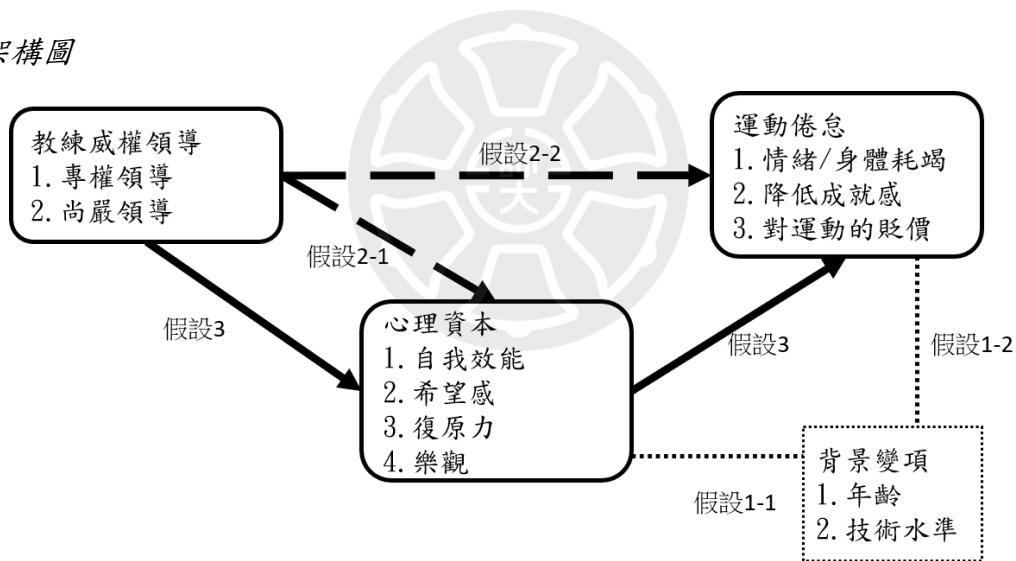 架構圖
教練威權領導
1. 專權領導
2. 尚嚴領導
假設2-2
運動倦怠
1. 情緒/身體耗竭
2. 降低成就感
3. 對運動的貶價
假設2-1
假設3
心理資本
1. 自我效能
2. 希望感
3. 復原力
4. 樂觀
假設3
假設1-2
假設1-1
背景變項
1. 年齡
2. 技術水準